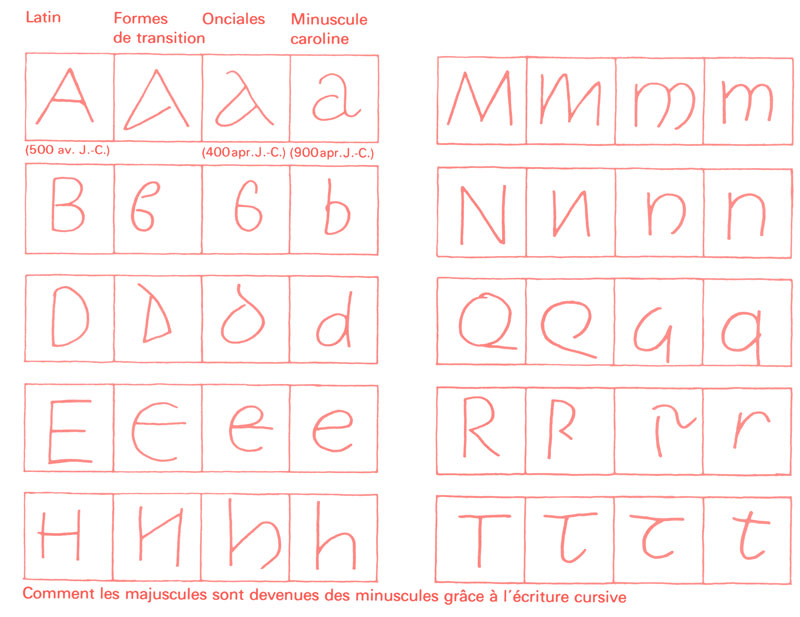 Latin
Formes de transition
Onciales
Minuscule caroline
A A a a
(500 av. J.-C.)
(400 apr. J.-C.)
(900 apr. J.-C.)
B B b b
D D d d
E E e e
H H h h
M M m m
N N n n
Q Q q q
R R r r
T T t t
Comment les majuscules sont devenues des minuscules grâce à l'écriture cursive